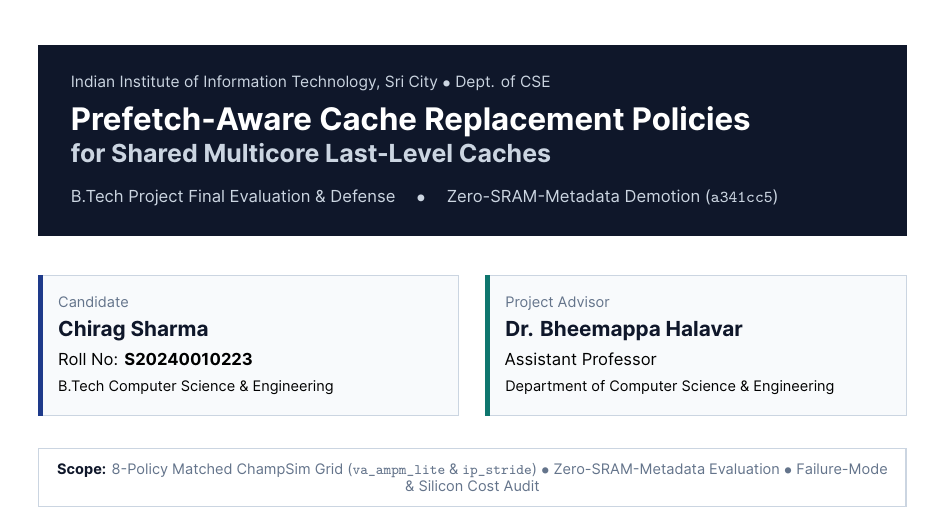 Indian Institute of Information Technology, Sri City • Dept. of CSE
Prefetch-Aware Cache Replacement Policies
for Shared Multicore Last-Level Caches
B.Tech Project Final Evaluation & Defense • Zero-SRAM-Metadata Demotion (a341cc5)
Candidate
Chirag Sharma
Roll No: S20240010223
B.Tech Computer Science & Engineering
Project Advisor
Dr. Bheemappa Halavar
Assistant Professor
Department of Computer Science & Engineering
Scope: 8-Policy Matched ChampSim Grid (va_ampm_lite & ip_stride) • Zero-SRAM-Metadata Evaluation • Failure-Mode
& Silicon Cost Audit